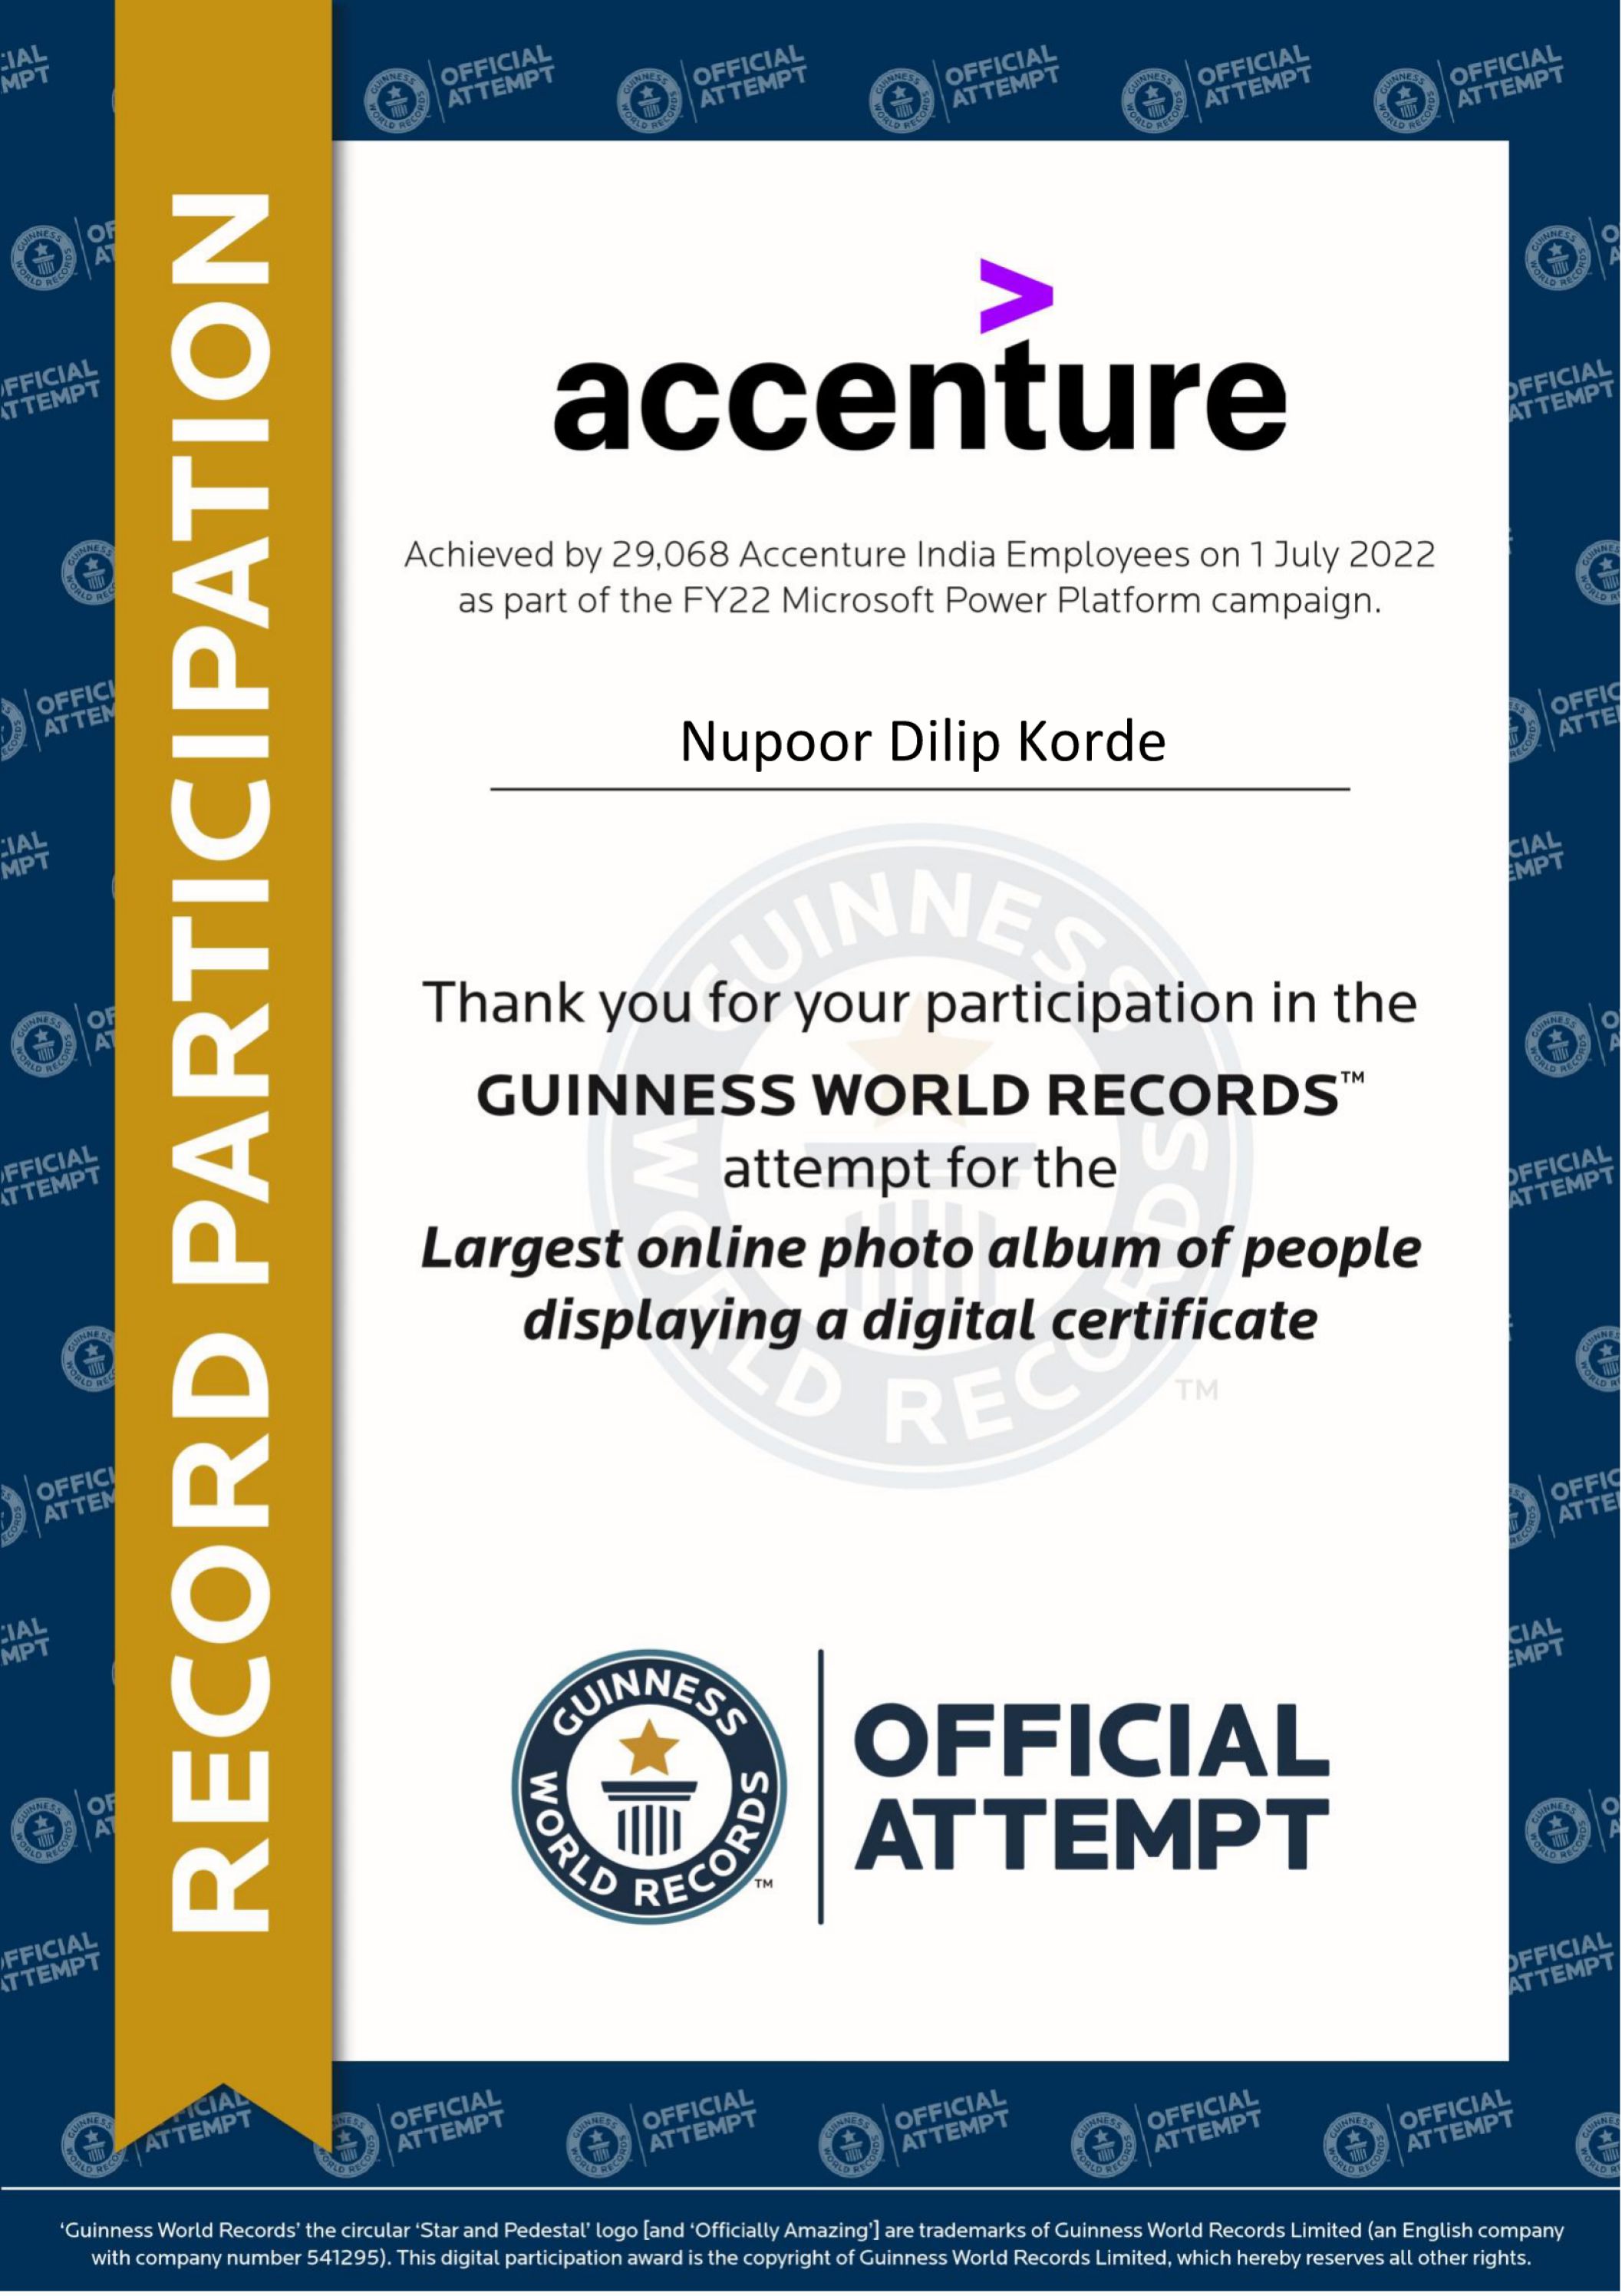 RECORD PARTICIPATION
accenture
Achieved by 29,068 Accenture India Employees on 1 July 2022
as part of the FY22 Microsoft Power Platform campaign.
Nupoor Dilip Korde
Thank you for your participation in the
GUINNESS WORLD RECORDS™
attempt for the
Largest online photo album of people
displaying a digital certificate
GUINNESS WORLD RECORDS™
OFFICIAL
ATTEMPT
‘Guinness World Records’ the circular ‘Star and Pedestal’ logo [and ‘Officially Amazing’] are trademarks of Guinness World Records Limited (an English company
with company number 541295). This digital participation award is the copyright of Guinness World Records Limited, which hereby reserves all other rights.